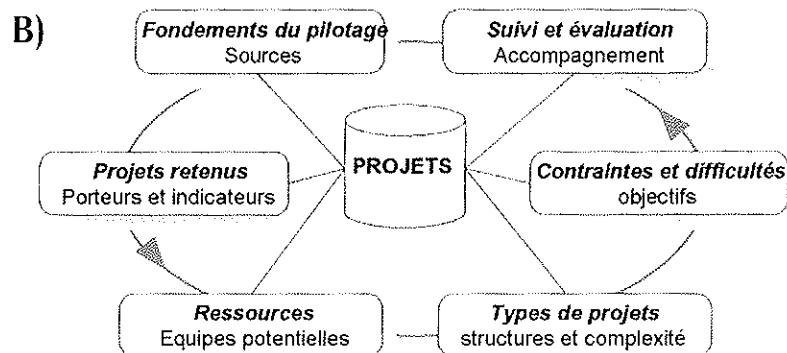 B)
Fondements du pilotage
Sources
Suivi et évaluation
Accompagnement
Projets retenus
Porteurs et indicateurs
PROJETS
Contraintes et difficultés
objectifs
Ressources
Equipes potentielles
Types de projets
structures et complexité